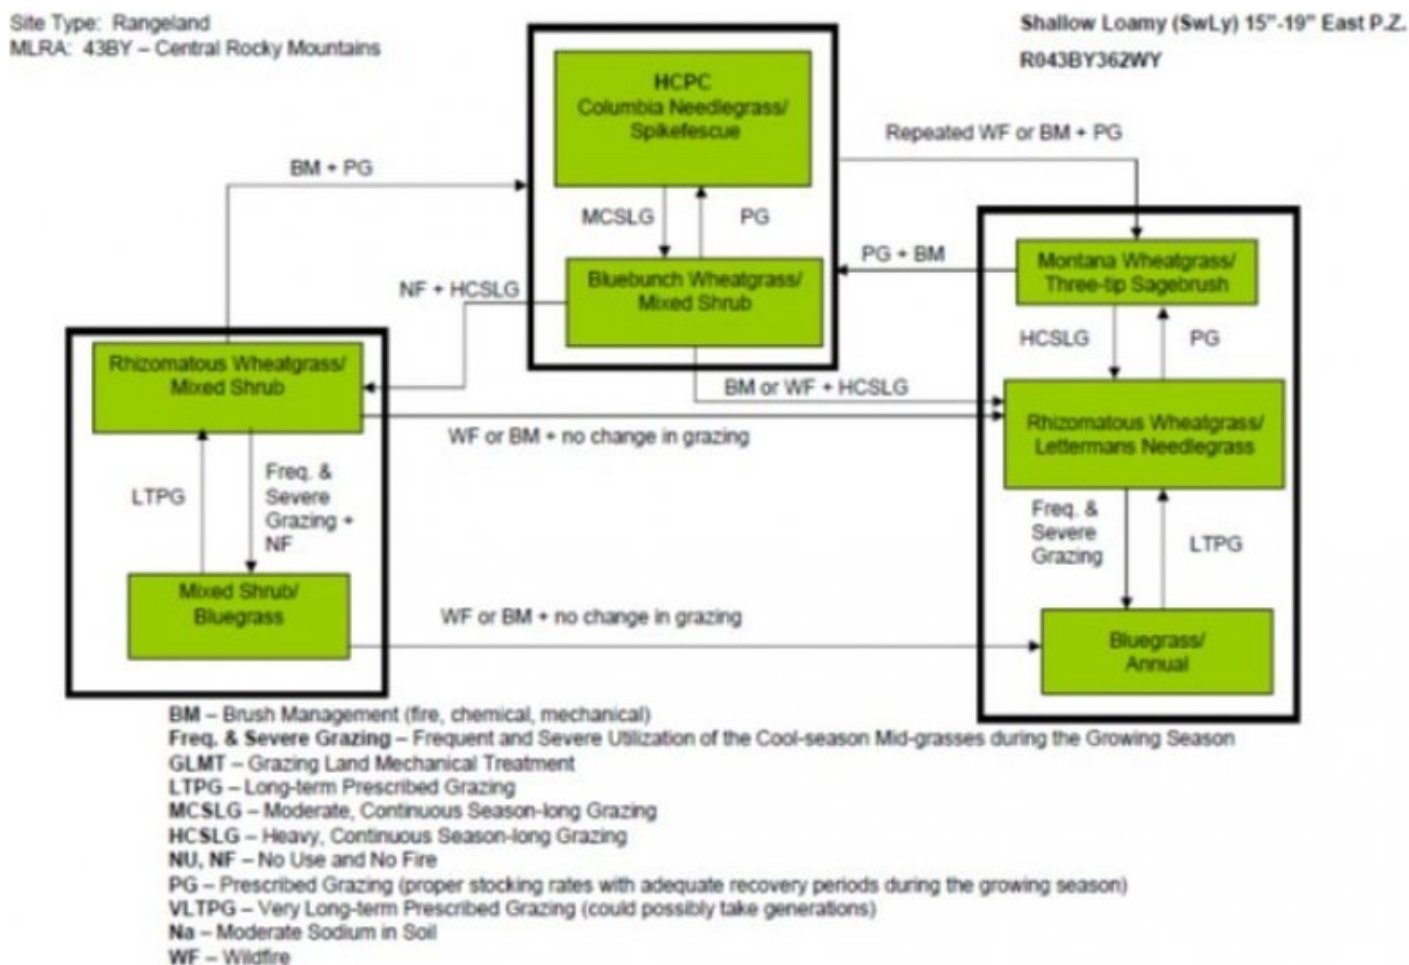 Site Type: Rangeland
MLRA: 43BY – Central Rocky Mountains
Shallow Loamy (SwLy) 15"-19" East P.Z.
R043BY362WY
HCPC
Columbia Needlegrass/
Spikefescue
Repeated WF or BM + PG
BM + PG
MCSLG
PG
PG + BM
Montana Wheatgrass/
Three-tip Sagebrush
Bluebunch Wheatgrass/
Mixed Shrub
NF + HCSLG
HCSLG
PG
Rhizomatous Wheatgrass/
Mixed Shrub
BM or WF + HCSLG
WF or BM + no change in grazing
Rhizomatous Wheatgrass/
Lettermans Needlegrass
LTPG
Freq. &
Severe
Grazing +
NF
Freq. &
Severe
Grazing
LTPG
Mixed Shrub/
Bluegrass
WF or BM + no change in grazing
Bluegrass/
Annual
BM – Brush Management (fire, chemical, mechanical)
Freq. & Severe Grazing – Frequent and Severe Utilization of the Cool-season Mid-grasses during the Growing Season
GLMT – Grazing Land Mechanical Treatment
LTPG – Long-term Prescribed Grazing
MCSLG – Moderate, Continuous Season-long Grazing
HCSLG – Heavy, Continuous Season-long Grazing
NU, NF – No Use and No Fire
PG – Prescribed Grazing (proper stocking rates with adequate recovery periods during the growing season)
VLTPG – Very Long-term Prescribed Grazing (could possibly take generations)
Na – Moderate Sodium in Soil
WF – Wildfire